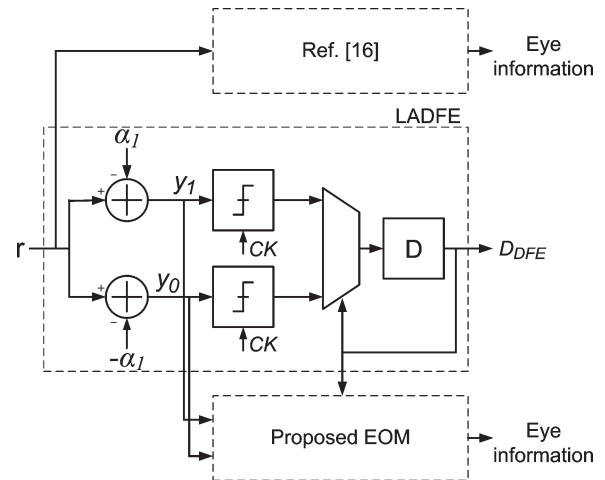 Ref. [16]
Eye
information
LADFE
α1
-
+
y1
CK
r
D
DDFE
y0
+
-
-α1
CK
Proposed EOM
Eye
information